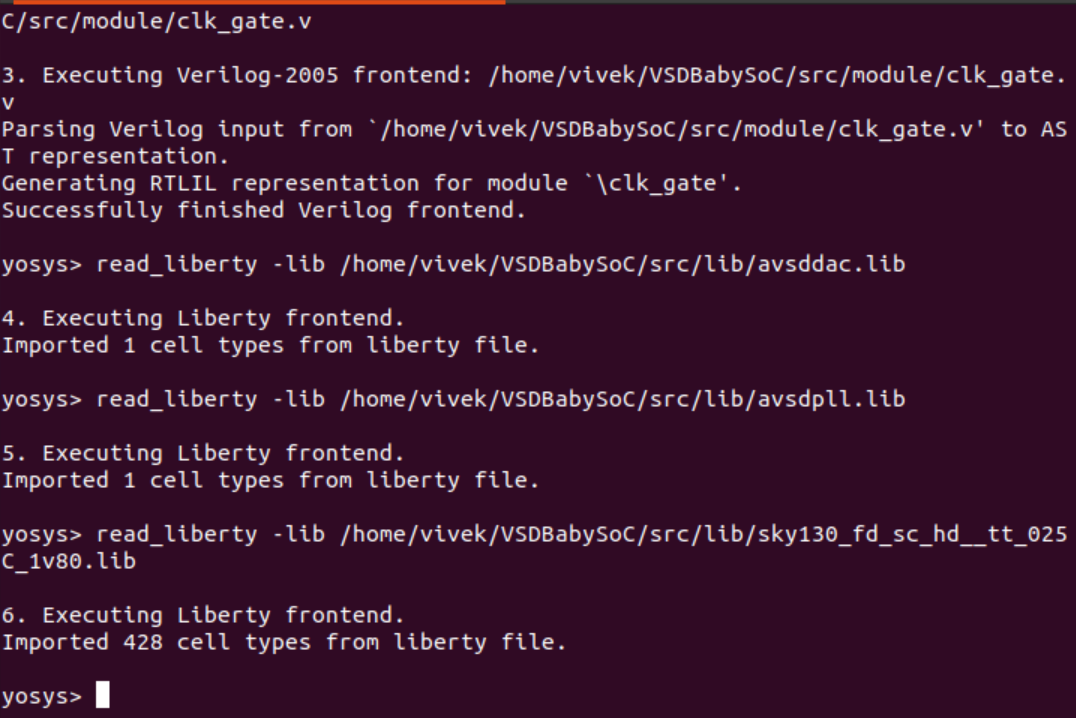 C/src/module/clk_gate.v
3. Executing Verilog-2005 frontend: /home/vivek/VSDBabySoC/src/module/clk_gate.
v
Parsing Verilog input from `/home/vivek/VSDBabySoC/src/module/clk_gate.v' to AS
T representation.
Generating RTLIL representation for module `\clk_gate'.
Successfully finished Verilog frontend.
yosys> read_liberty -lib /home/vivek/VSDBabySoC/src/lib/avsddac.lib
4. Executing Liberty frontend.
Imported 1 cell types from liberty file.
yosys> read_liberty -lib /home/vivek/VSDBabySoC/src/lib/avsdpll.lib
5. Executing Liberty frontend.
Imported 1 cell types from liberty file.
yosys> read_liberty -lib /home/vivek/VSDBabySoC/src/lib/sky130_fd_sc_hd__tt_025
C_1v80.lib
6. Executing Liberty frontend.
Imported 428 cell types from liberty file.
yosys>